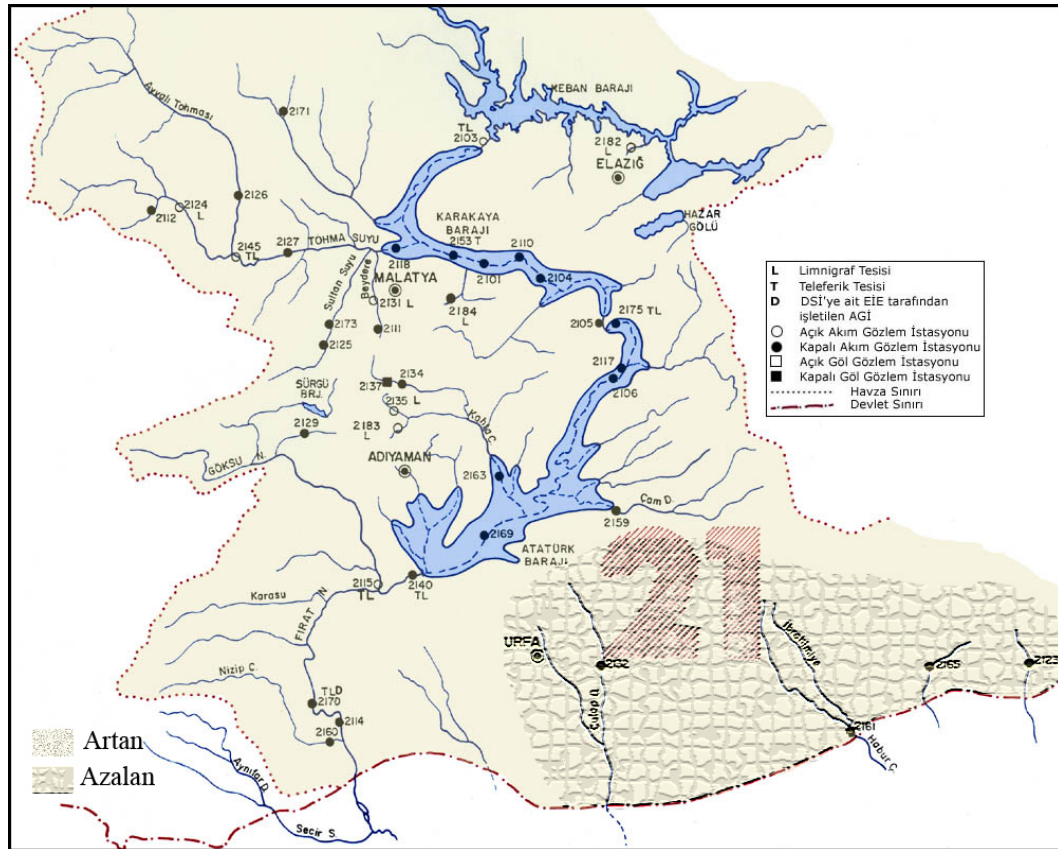 KEBAN BARAJI
Ayvalı Tohması
2171
TL
2103
2182
L
ELAZIĞ
2126
2124
L
2112
HAZAR
GÖLÜ
KARAKAYA
BARAJI
2153 T
2110
2145
TL
2127
TOHMA SUYU
2118
2101
2104
MALATYA
Sultan Suyu
Beydere
2131 L
2184
L
2105
2175 TL
2173
2111
2125
2117
2106
L Limnigraf Tesisi
T Teleferik Tesisi
D DSİ'ye ait EİE tarafından
işletilen AGİ
Açık Akım Gözlem İstasyonu
Kapalı Akım Gözlem İstasyonu
Açık Göl Gözlem İstasyonu
Kapalı Göl Gözlem İstasyonu
Havza Sınırı
Devlet Sınırı
2137
2134
2135 L
SÜRGÜ
BRJ.
2183
L
Kahta Ç.
2129
GÖKSU N.
ADIYAMAN
2163
Çam D.
2159
2169
ATATÜRK
BARAJI
21
2115
TL
2140
TL
Karasu
FIRAT N
URFA
2132
Culap D.
İbrahimiye
2165
2123
Nizip Ç.
TLD
2170
2114
2160
2161
Habur Ç.
Artan
Azalan
Aynifar D.
Secir S.